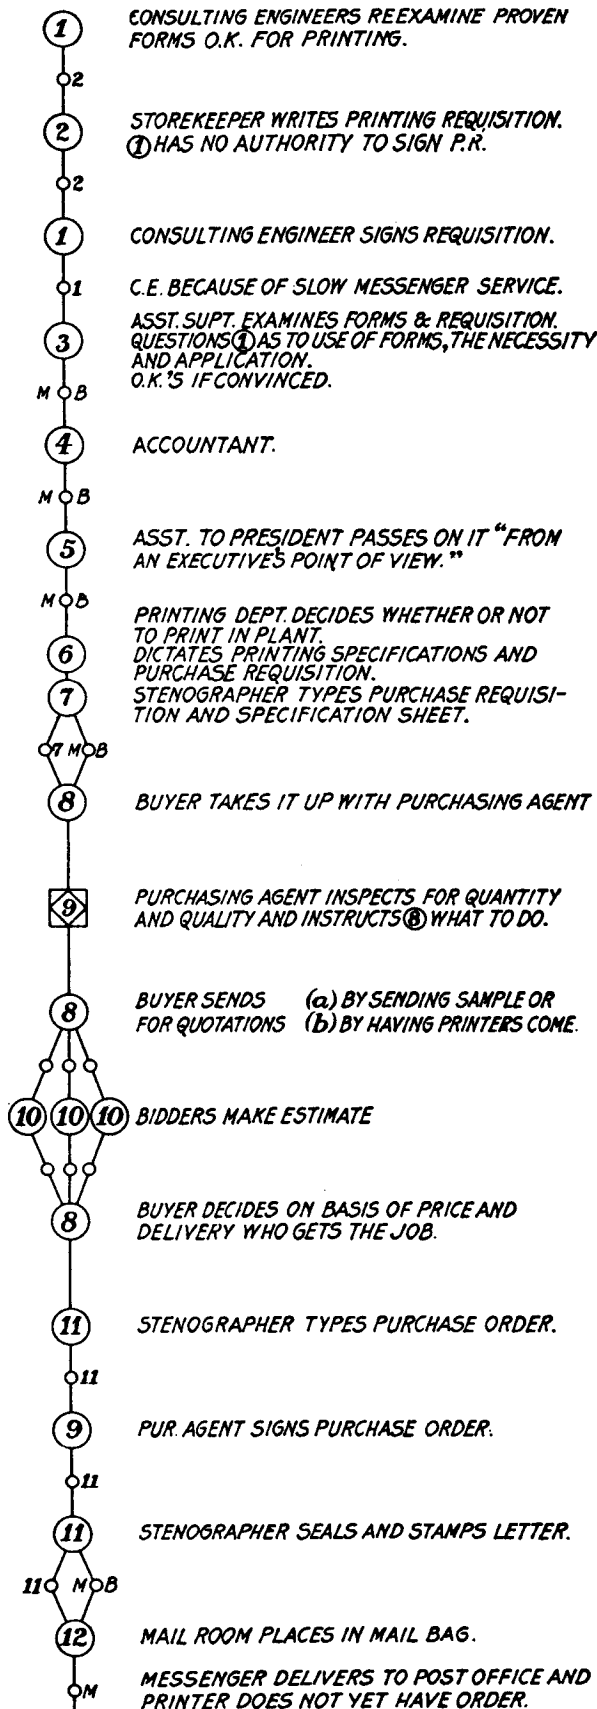 1 CONSULTING ENGINEERS REEXAMINE PROVEN
FORMS O.K. FOR PRINTING.
2
2 STOREKEEPER WRITES PRINTING REQUISITION.
1 HAS NO AUTHORITY TO SIGN P.R.
2
1 CONSULTING ENGINEER SIGNS REQUISITION.
1 C.E. BECAUSE OF SLOW MESSENGER SERVICE.
ASST. SUPT. EXAMINES FORMS & REQUISITION.
3 QUESTIONS 1 AS TO USE OF FORMS, THE NECESSITY
AND APPLICATION.
O.K.'S IF CONVINCED.
M B
4 ACCOUNTANT.
M B
5 ASST. TO PRESIDENT PASSES ON IT "FROM
AN EXECUTIVE'S POINT OF VIEW."
M B
PRINTING DEPT. DECIDES WHETHER OR NOT
TO PRINT IN PLANT.
6 DICTATES PRINTING SPECIFICATIONS AND
PURCHASE REQUISITION.
7 STENOGRAPHER TYPES PURCHASE REQUISI-
TION AND SPECIFICATION SHEET.
7 M B
8 BUYER TAKES IT UP WITH PURCHASING AGENT
9 PURCHASING AGENT INSPECTS FOR QUANTITY
AND QUALITY AND INSTRUCTS 8 WHAT TO DO.
8 BUYER SENDS (a) BY SENDING SAMPLE OR
FOR QUOTATIONS (b) BY HAVING PRINTERS COME.
10 10 10 BIDDERS MAKE ESTIMATE
8 BUYER DECIDES ON BASIS OF PRICE AND
DELIVERY WHO GETS THE JOB.
11 STENOGRAPHER TYPES PURCHASE ORDER.
11
9 PUR. AGENT SIGNS PURCHASE ORDER.
11
11 STENOGRAPHER SEALS AND STAMPS LETTER.
11 M B
12 MAIL ROOM PLACES IN MAIL BAG.
M MESSENGER DELIVERS TO POST OFFICE AND
PRINTER DOES NOT YET HAVE ORDER.